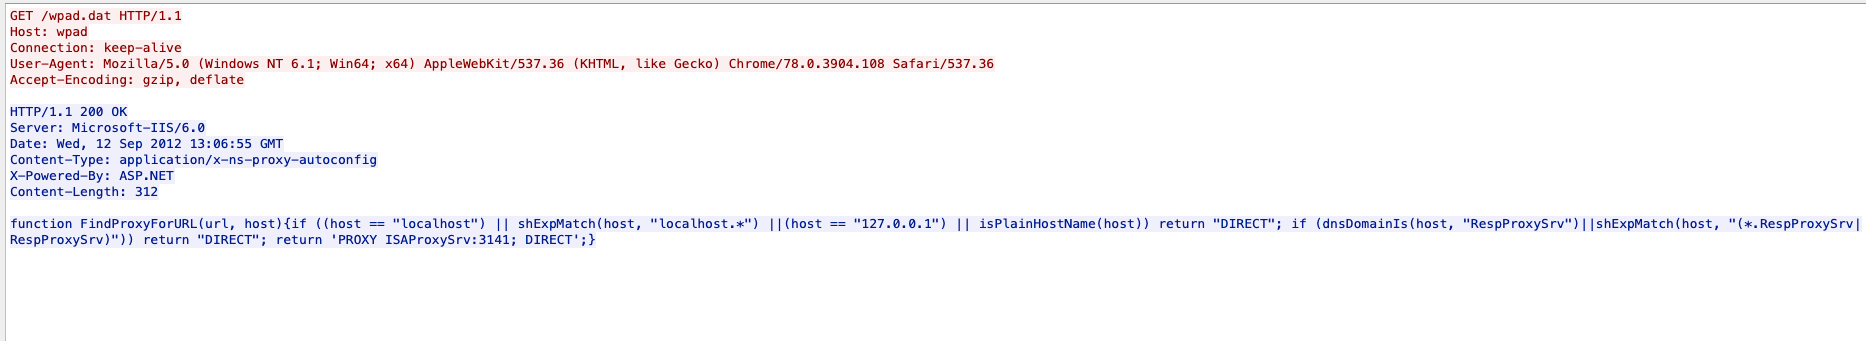 GET /wpad.dat HTTP/1.1
Host: wpad
Connection: keep-alive
User-Agent: Mozilla/5.0 (Windows NT 6.1; Win64; x64) AppleWebKit/537.36 (KHTML, like Gecko) Chrome/78.0.3904.108 Safari/537.36
Accept-Encoding: gzip, deflate
HTTP/1.1 200 OK
Server: Microsoft-IIS/6.0
Date: Wed, 12 Sep 2012 13:06:55 GMT
Content-Type: application/x-ns-proxy-autoconfig
X-Powered-By: ASP.NET
Content-Length: 312
function FindProxyForURL(url, host){if ((host == "localhost") || shExpMatch(host, "localhost.*") ||(host == "127.0.0.1") || isPlainHostName(host)) return "DIRECT"; if (dnsDomainIs(host, "RespProxySrv")||shExpMatch(host, "(*.RespProxySrv|
RespProxySrv)")) return "DIRECT"; return 'PROXY ISAProxySrv:3141; DIRECT';}